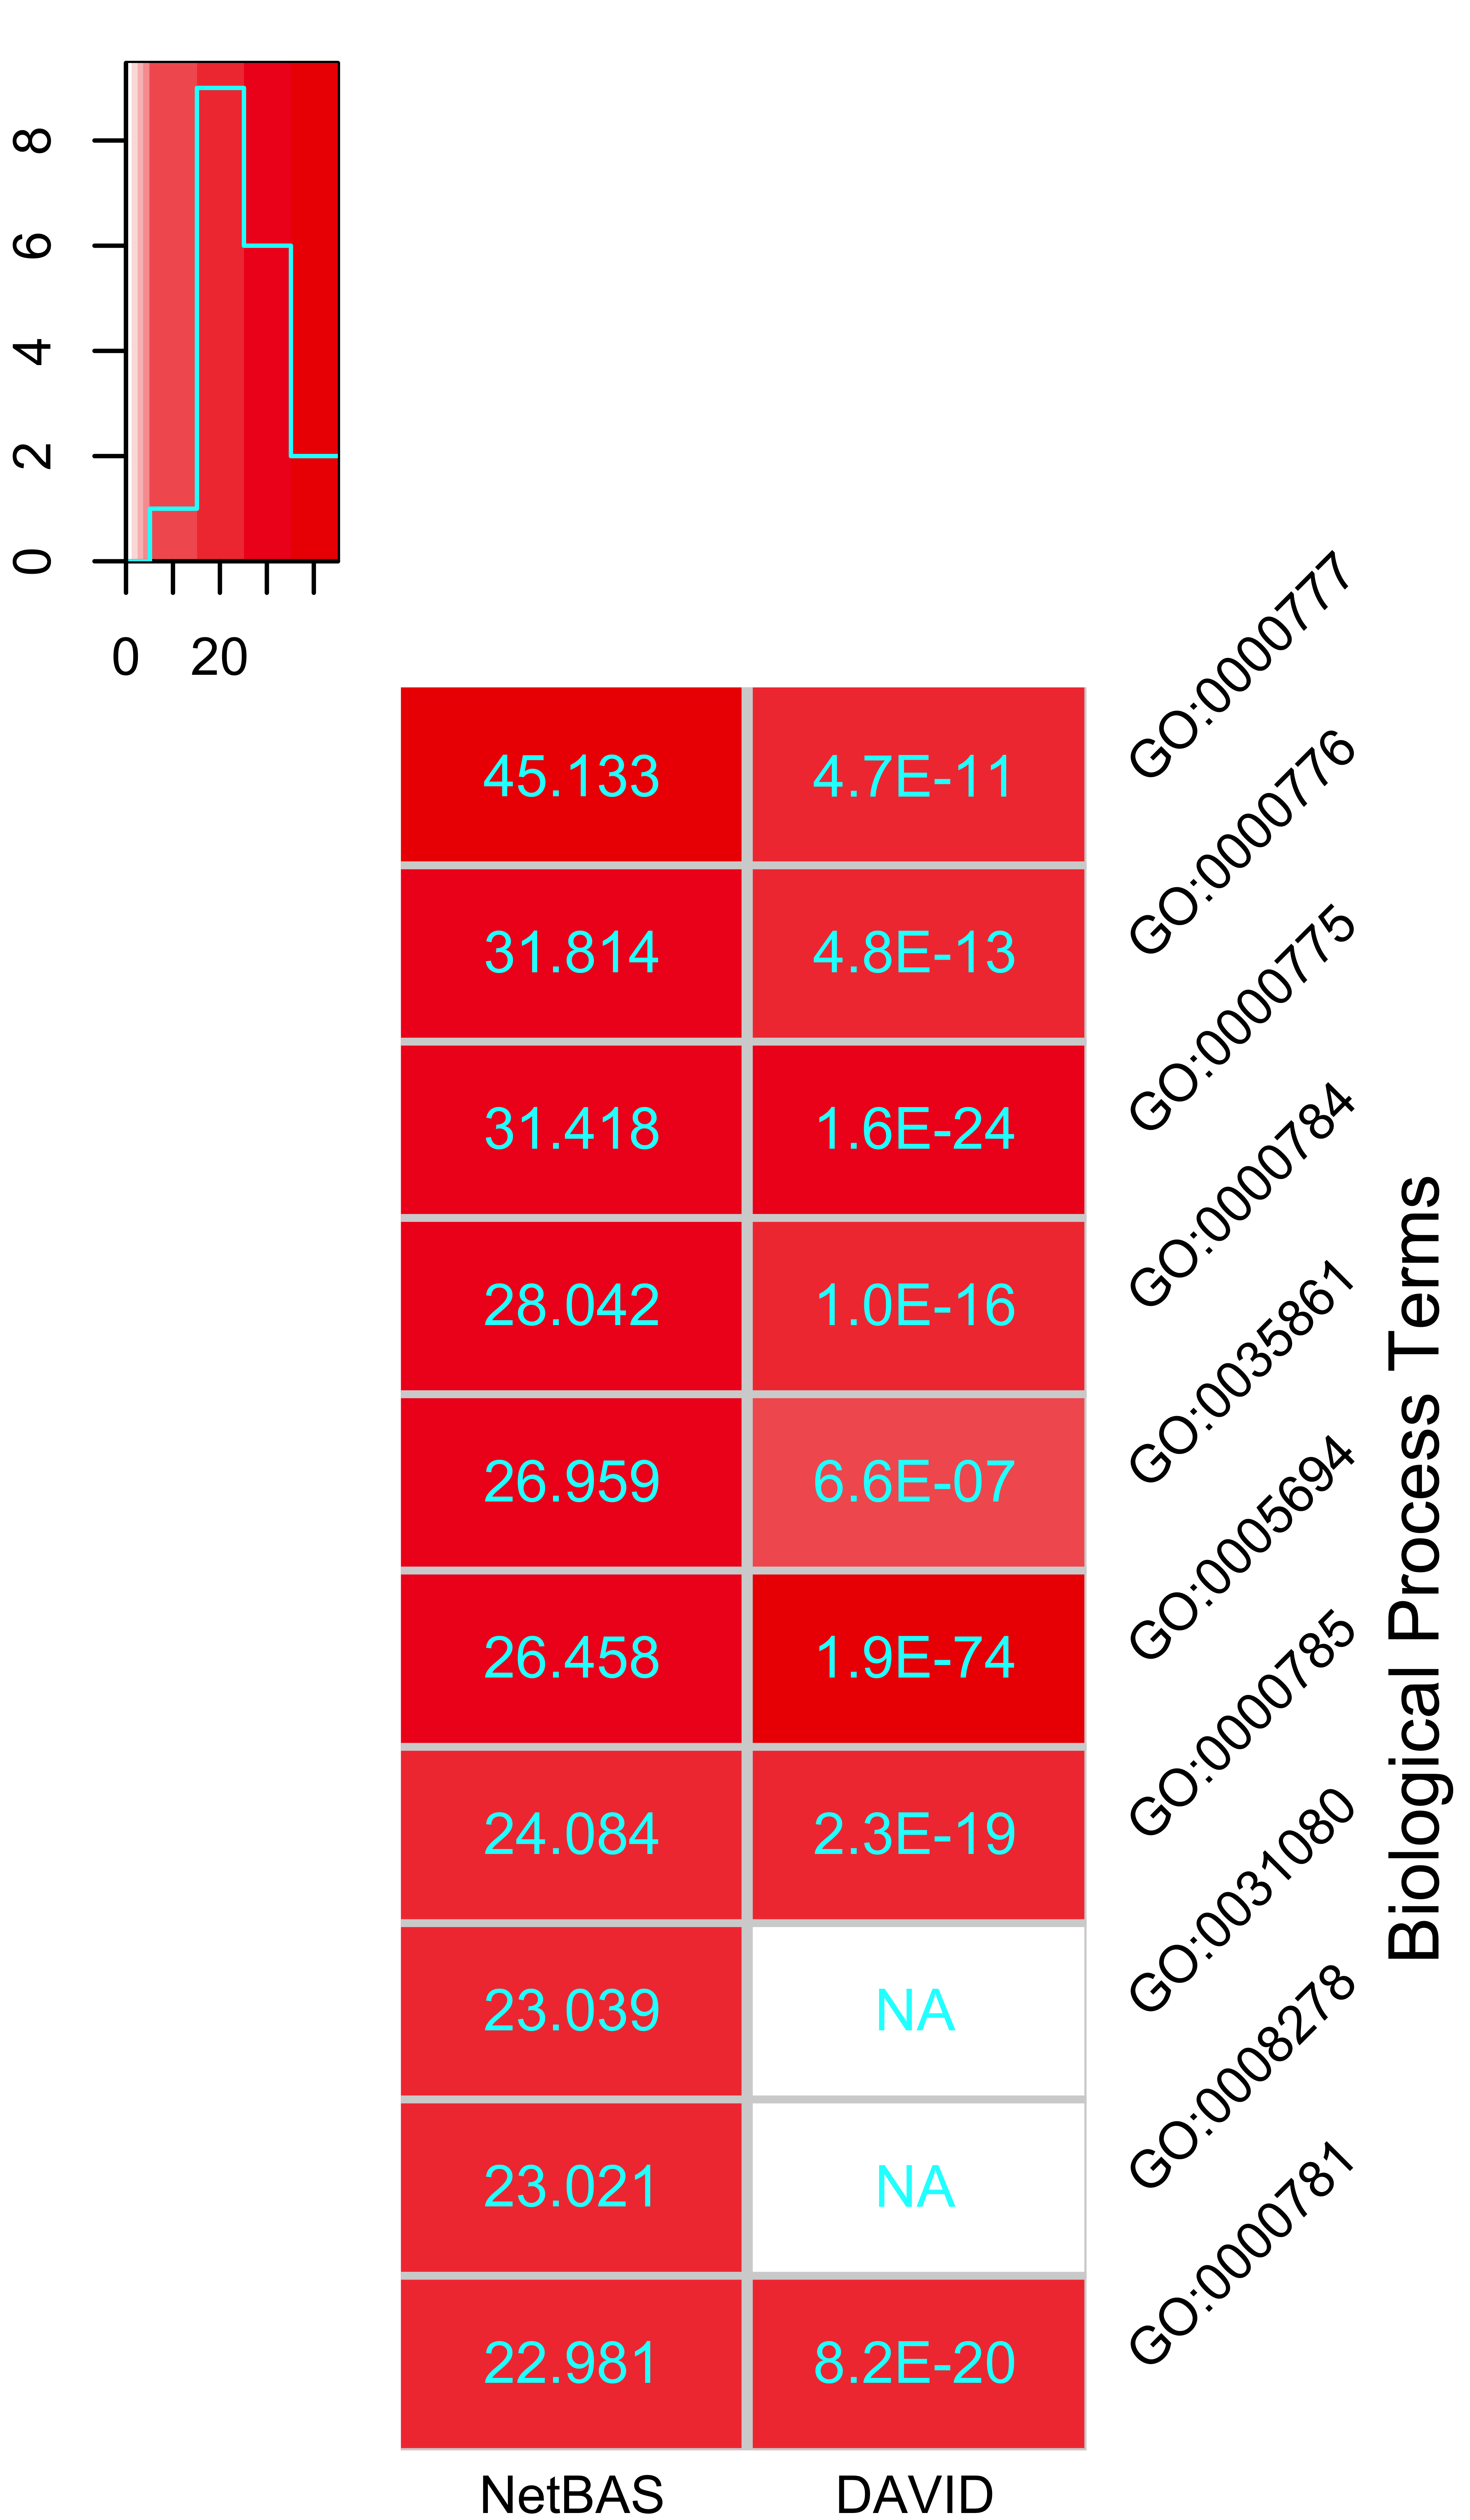 8
6
4
2
0
0 20
45.133 4.7E-11 GO:0000777
31.814 4.8E-13 GO:0000776
31.418 1.6E-24 GO:0000775
28.042 1.0E-16 GO:0000784
26.959 6.6E-07 GO:0035861
26.458 1.9E-74 GO:0005694
24.084 2.3E-19 GO:0000785
23.039 NA GO:0031080
23.021 NA GO:0008278
22.981 8.2E-20 GO:0000781
Biological Process Terms
NetBAS DAVID